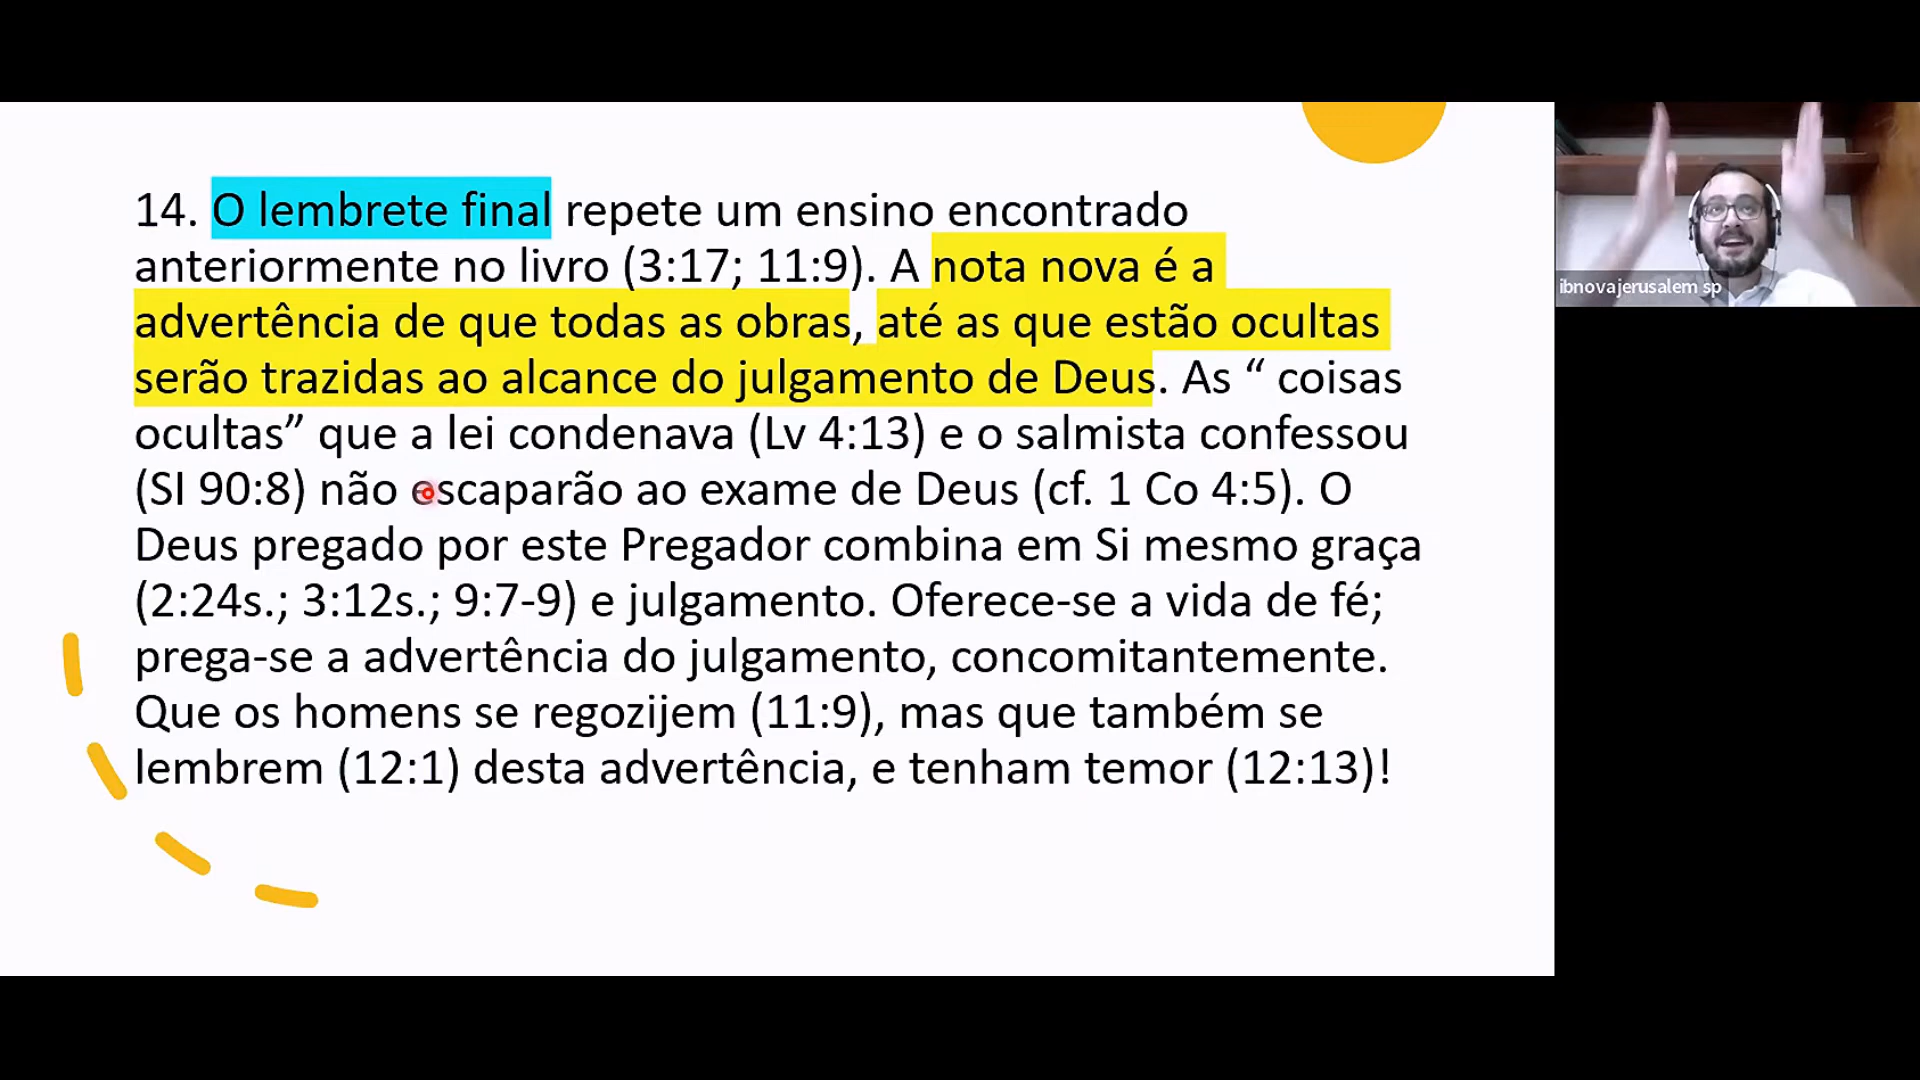 14. O lembrete final repete um ensino encontrado
anteriormente no livro (3:17; 11:9). A nota nova é a
advertência de que todas as obras, até as que estão ocultas
serão trazidas ao alcance do julgamento de Deus. As “ coisas
ocultas” que a lei condenava (Lv 4:13) e o salmista confessou
(SI 90:8) não escaparão ao exame de Deus (cf. 1 Co 4:5). O
Deus pregado por este Pregador combina em Si mesmo graça
(2:24s.; 3:12s.; 9:7-9) e julgamento. Oferece-se a vida de fé;
prega-se a advertência do julgamento, concomitantemente.
Que os homens se regozijem (11:9), mas que também se
lembrem (12:1) desta advertência, e tenham temor (12:13)!
ibnovajerusalem sp